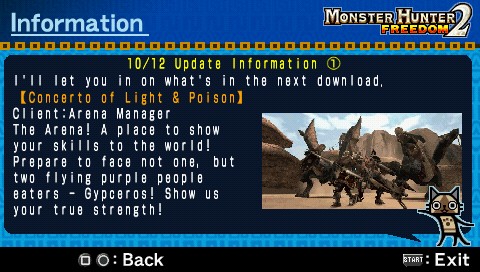 Information
MONSTER HUNTER
FREEDOM 2
10/12 Update Information ①
I'll let you in on what's in the next download,
【Concerto of Light & Poison】
Client:Arena Manager
The Arena! A place to show
your skills to the world!
Prepare to face not one, but
two flying purple people
eaters - Gypceros! Show us
your true strength!
□ ○: Back
START: Exit